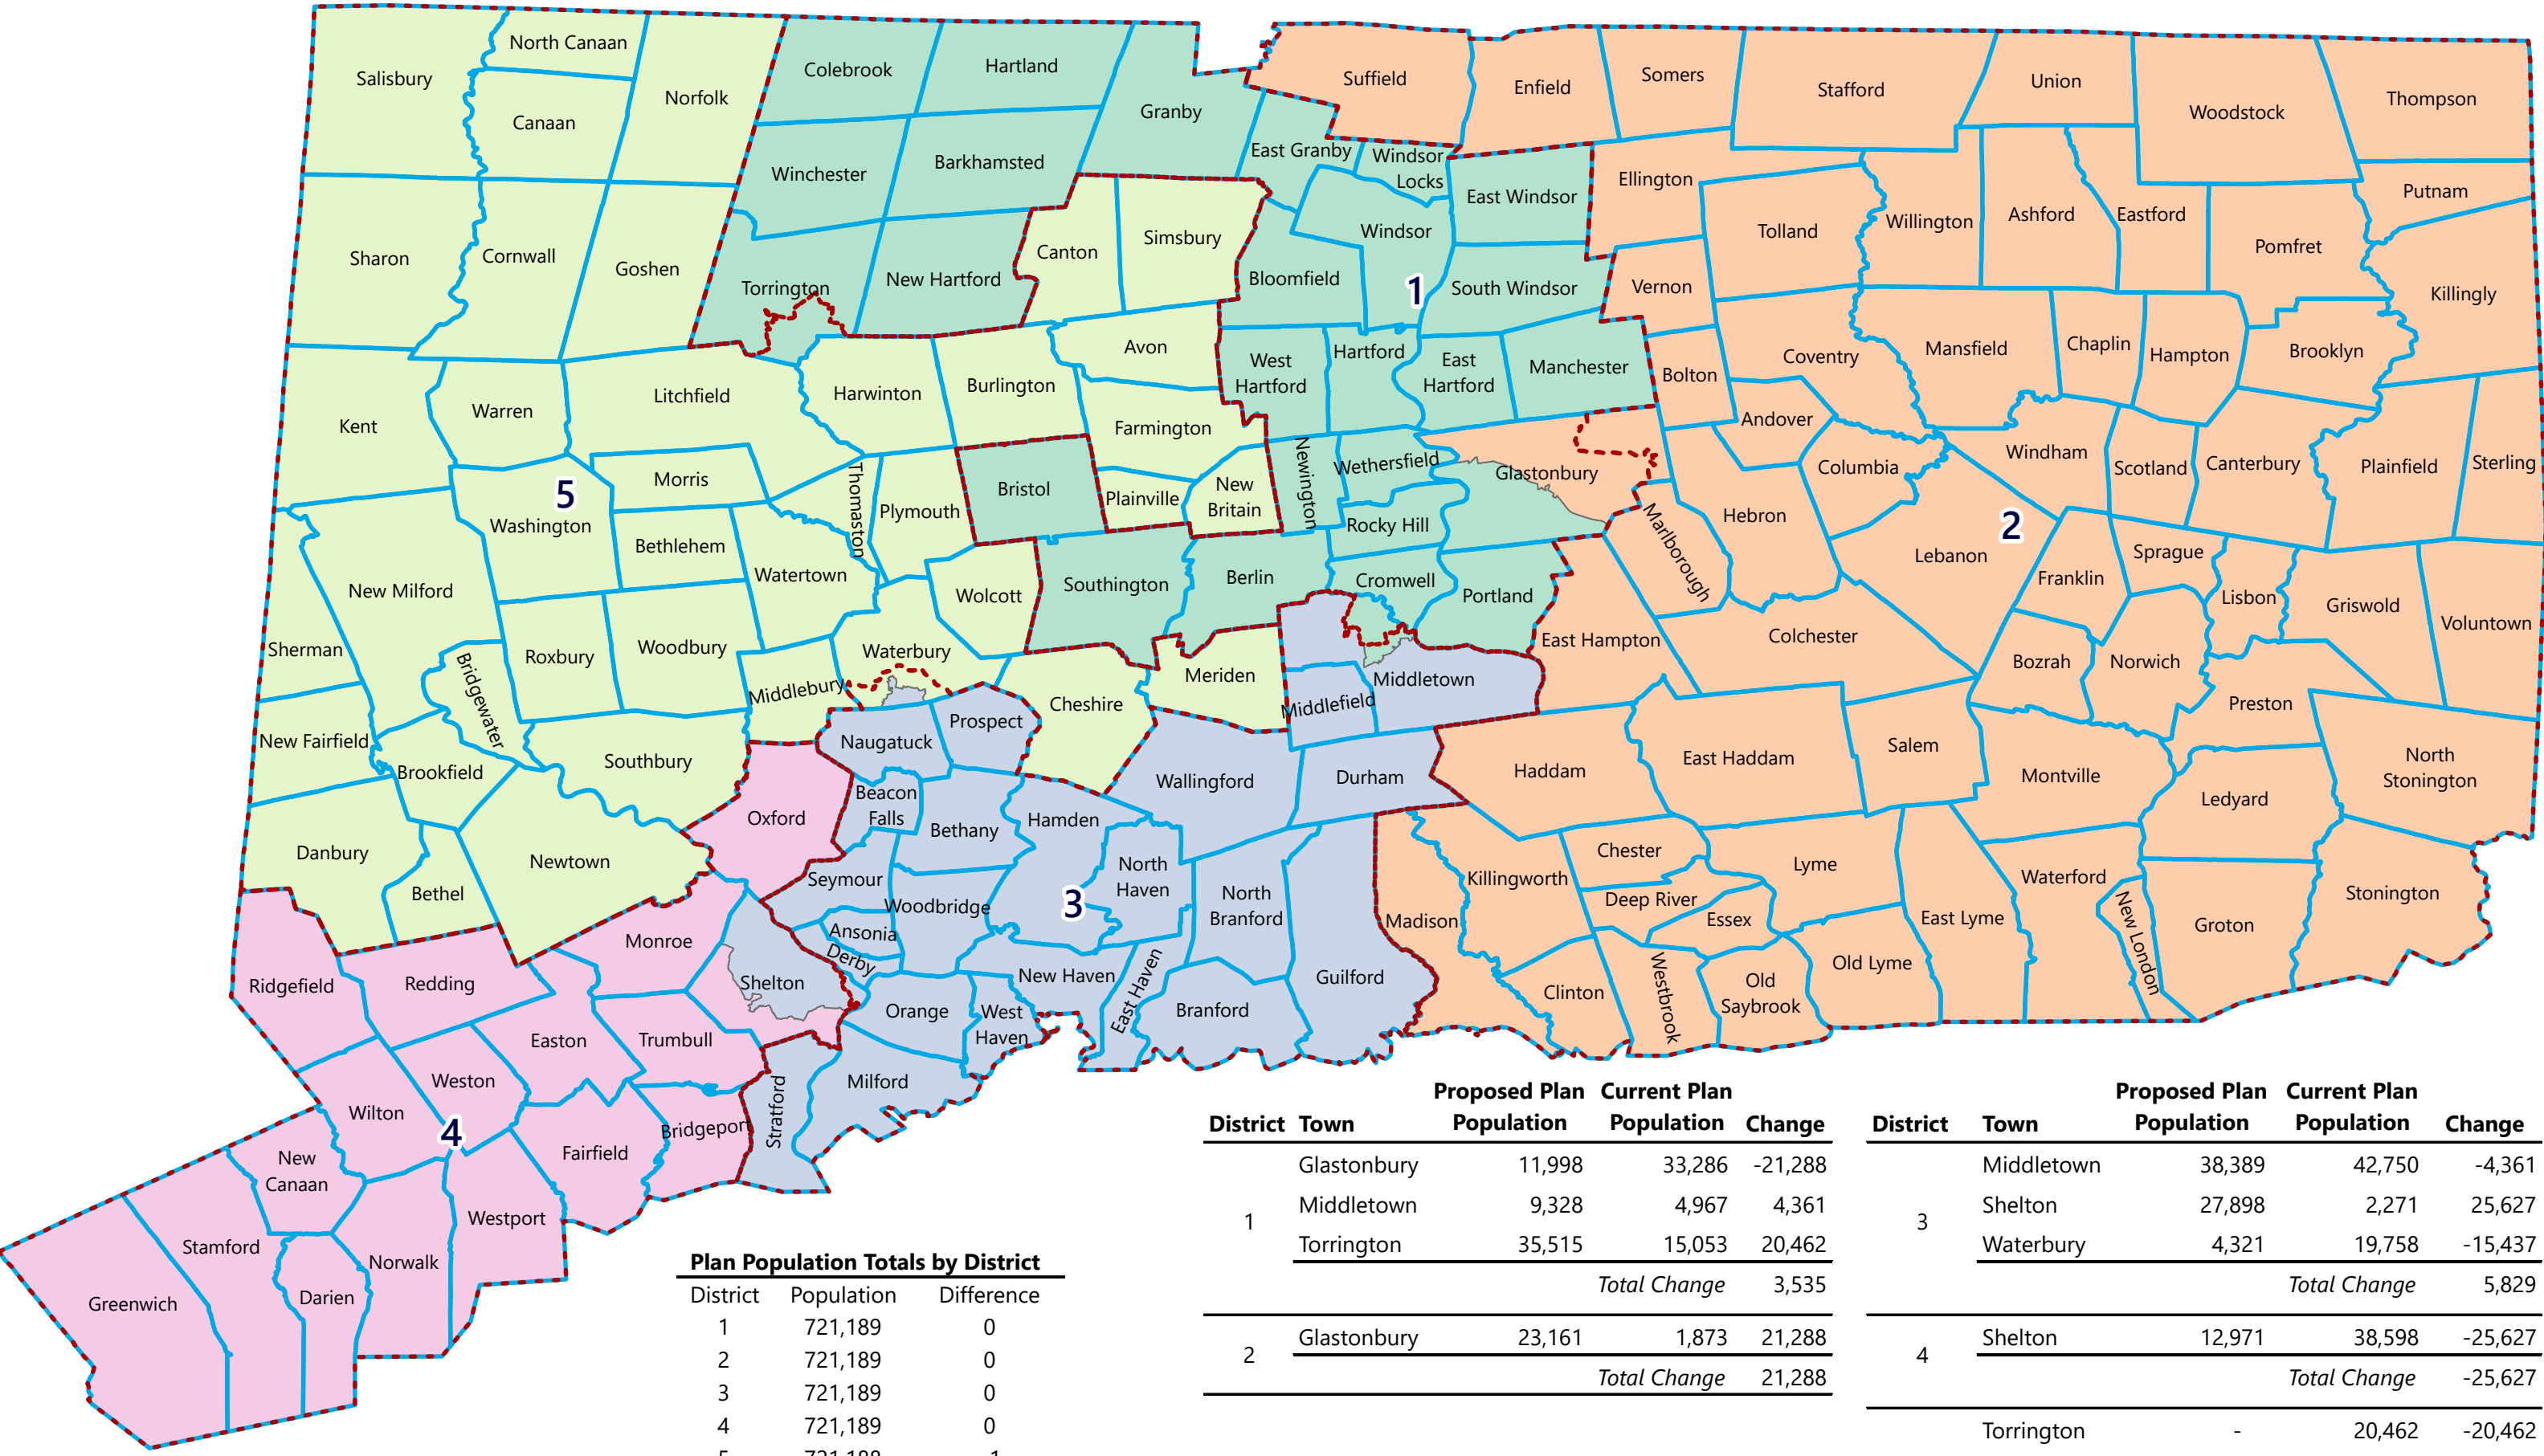 North Canaan
Salisbury
Canaan
Norfolk
Colebrook
Hartland
Granby
Suffield
Enfield
Somers
Stafford
Union
Woodstock
Thompson
Winchester
Barkhamsted
East Granby
Windsor
Locks
East Windsor
Ellington
Tolland
Willington
Ashford
Eastford
Pomfret
Putnam
Killingly
Sharon
Cornwall
Goshen
Torrington
New Hartford
Canton
Simsbury
Bloomfield
Windsor
1
South Windsor
Vernon
Kent
Warren
Litchfield
Harwinton
Burlington
Avon
Farmington
West
Hartford
Hartford
East
Hartford
Manchester
Bolton
Coventry
Andover
Mansfield
Chaplin
Hampton
Brooklyn
5
Washington
Morris
Bethlehem
Watertown
Thomaston
Plymouth
Bristol
Plainville
New
Britain
Newington
Wethersfield
Rocky Hill
Glastonbury
Marlborough
Hebron
Columbia
Windham
Scotland
Canterbury
Plainfield
Sterling
2
Lebanon
Franklin
Sprague
Lisbon
Griswold
Voluntown
New Milford
Sherman
Bridgewater
Roxbury
Woodbury
Middlebury
Waterbury
Wolcott
Southington
Berlin
Cromwell
Portland
East Hampton
Colchester
Bozrah
Norwich
Preston
New Fairfield
Brookfield
Southbury
Naugatuck
Prospect
Cheshire
Meriden
Middlefield
Middletown
Wallingford
Durham
Haddam
East Haddam
Salem
Montville
Ledyard
North
Stonington
Danbury
Bethel
Newtown
Oxford
Beacon
Falls
Bethany
Hamden
North
Haven
3
North
Branford
Seymour
Woodbridge
Ansonia
Derby
Shelton
Monroe
Killingworth
Chester
Deep River
Essex
Lyme
Madison
East Lyme
Waterford
New London
Groton
Stonington
Ridgefield
Redding
Easton
Trumbull
Orange
West
Haven
New Haven
East Haven
Branford
Guilford
Clinton
Westbrook
Old
Saybrook
Old Lyme
Weston
Wilton
4
Fairfield
Bridgeport
Stratford
Milford
New
Canaan
Stamford
Greenwich
Darien
Norwalk
Westport
Plan Population Totals by District
District Population Difference
1 721,189 0
2 721,189 0
3 721,189 0
4 721,189 0
District Town Proposed Plan Population Current Plan Population Change
1
Glastonbury 11,998 33,286 -21,288
Middletown 9,328 4,967 4,361
Torrington 35,515 15,053 20,462
Total Change 3,535
2
Glastonbury 23,161 1,873 21,288
Total Change 21,288
District Town Proposed Plan Population Current Plan Population Change
3
Middletown 38,389 42,750 -4,361
Shelton 27,898 2,271 25,627
Waterbury 4,321 19,758 -15,437
Total Change 5,829
4
Shelton 12,971 38,598 -25,627
Total Change -25,627
Torrington - 20,462 -20,462